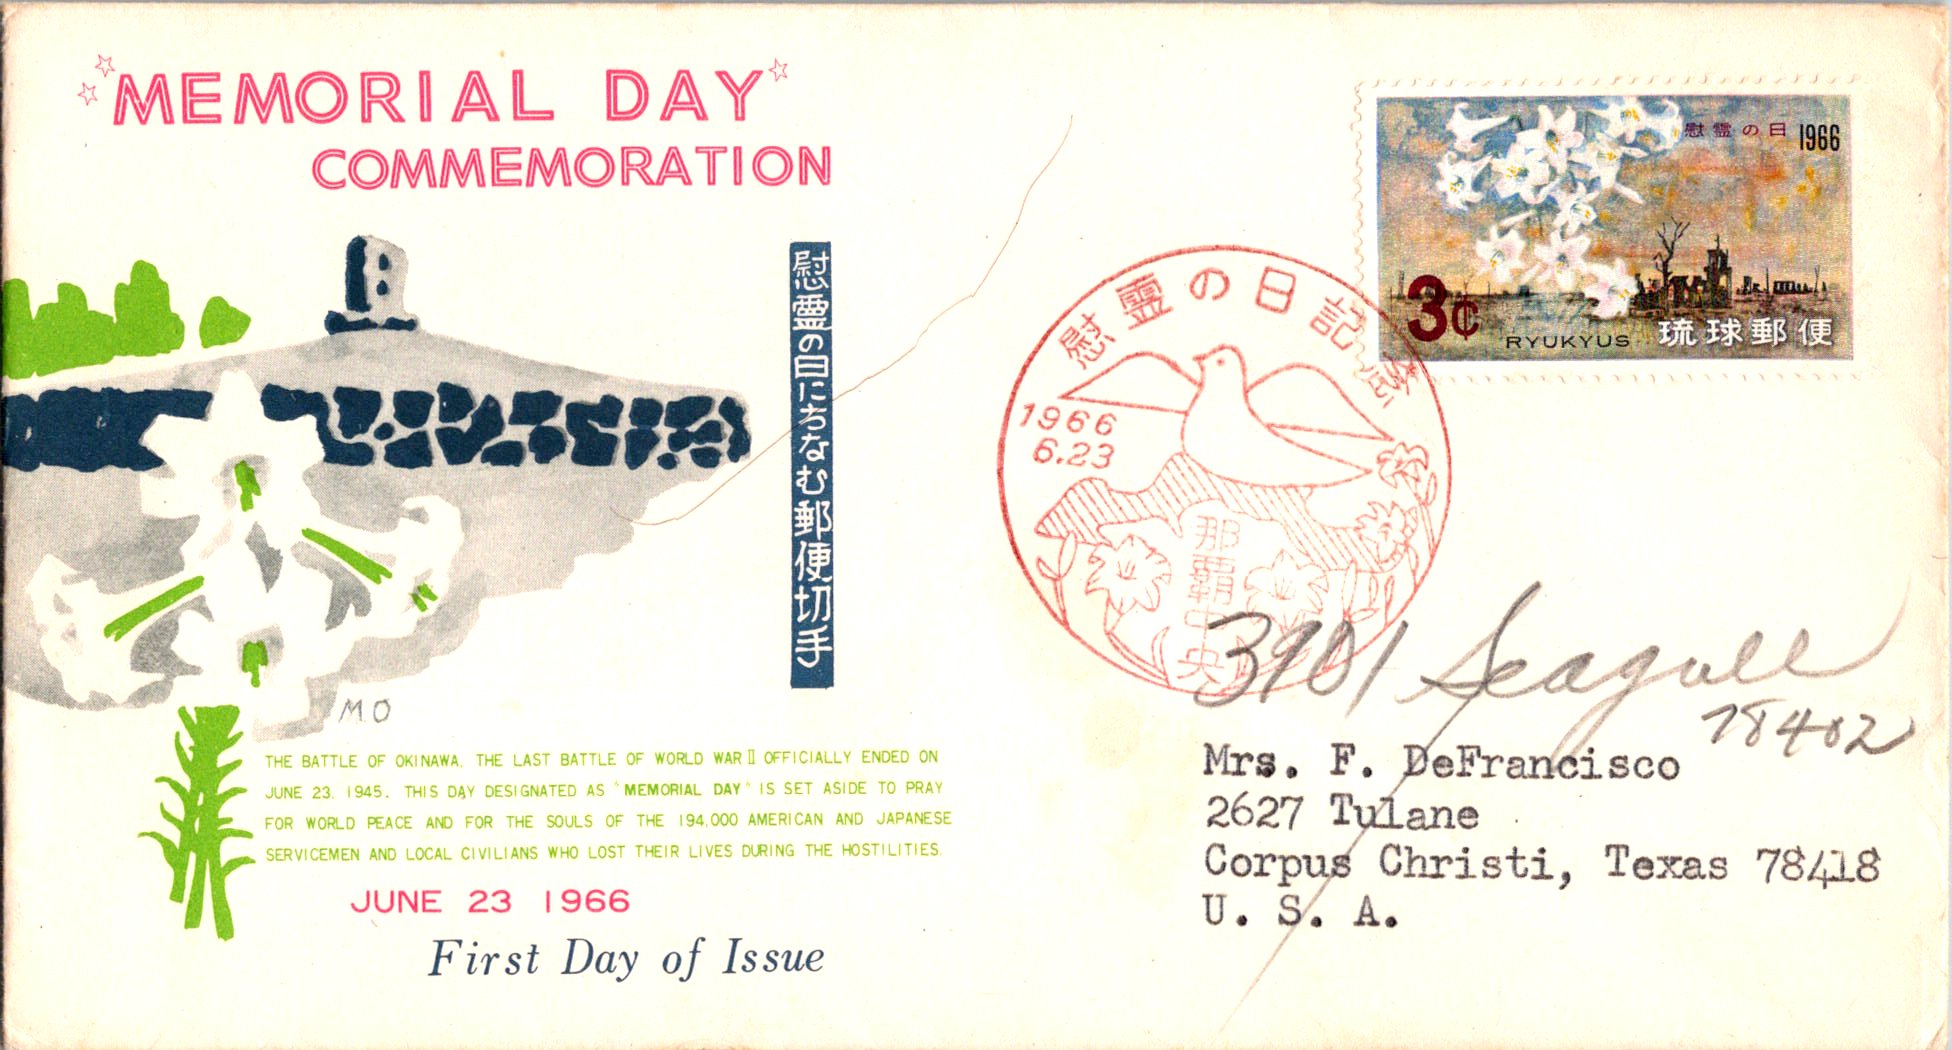 "MEMORIAL DAY"
COMMEMORATION
慰霊の日にちなむ郵便切手
M.O
THE BATTLE OF OKINAWA, THE LAST BATTLE OF WORLD WAR II OFFICIALLY ENDED ON
JUNE 23, 1945. THIS DAY DESIGNATED AS "MEMORIAL DAY" IS SET ASIDE TO PRAY
FOR WORLD PEACE AND FOR THE SOULS OF THE 194,000 AMERICAN AND JAPANESE
SERVICEMEN AND LOCAL CIVILIANS WHO LOST THEIR LIVES DURING THE HOSTILITIES.
JUNE 23 1966
First Day of Issue
慰霊の日 1966
3¢
RYUKYUS 琉球郵便
慰霊の日記念
1966
6.23
那覇中央
3901 Seagull
78402
Mrs. F. DeFrancisco
2627 Tulane
Corpus Christi, Texas 78418
U. S. A.